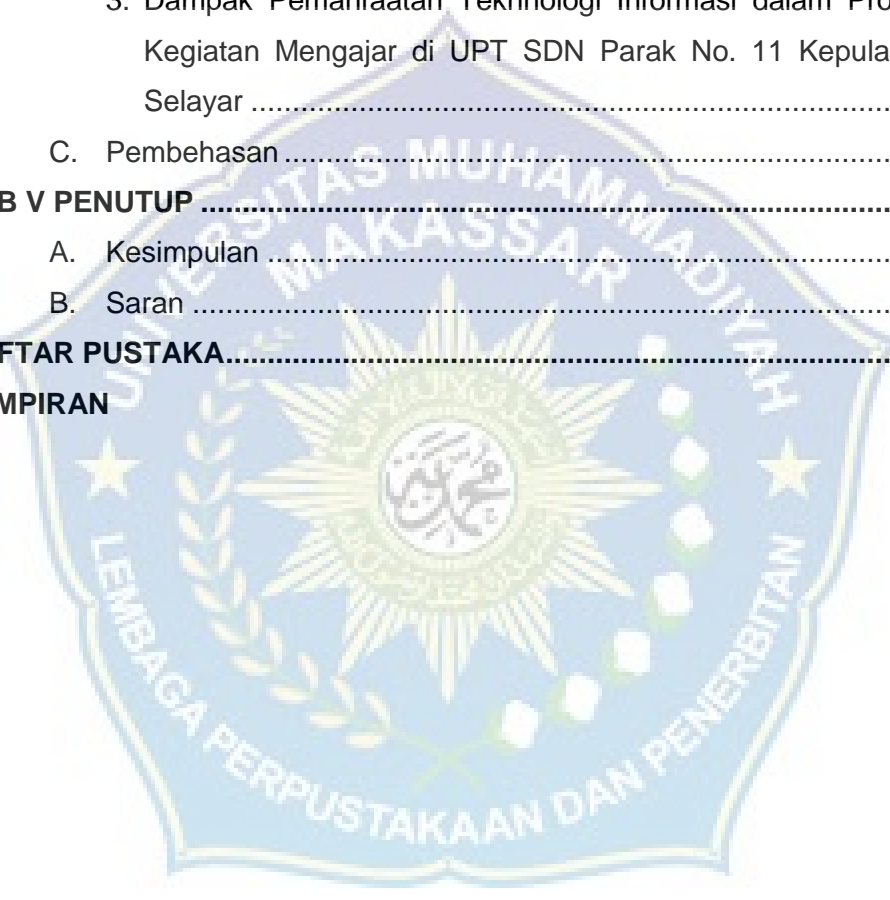 3. Dampak Pemanfaatan Tekhnologi Informasi dalam Pro
Kegiatan Mengajar di UPT SDN Parak No. 11 Kepula
Selayar ........................................................................................
C. Pembehasan ........................................................................................
B V PENUTUP ........................................................................................
A. Kesimpulan ........................................................................................
B. Saran ........................................................................................
FTAR PUSTAKA........................................................................................
MPIRAN
UNIVERSITAS MUHAMMADIYAH
MAKASSAR
LEMBAGA PERPUSTAKAAN DAN PENERBITAN